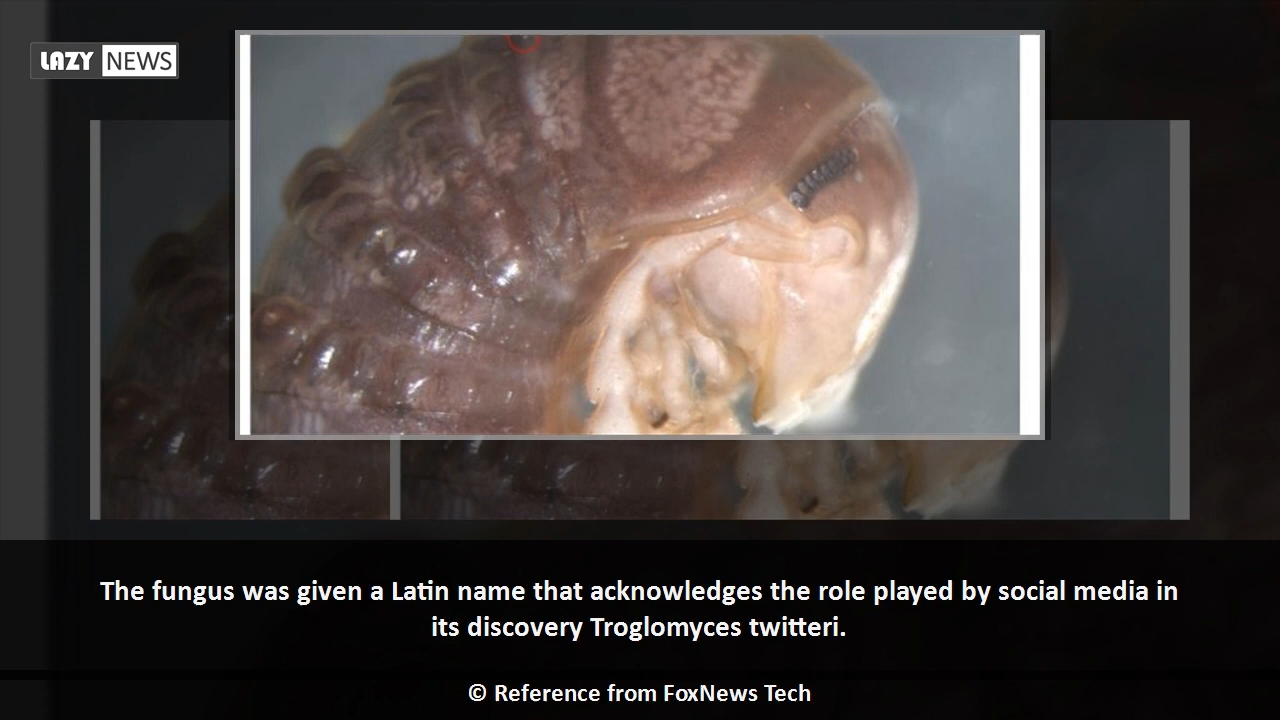 LAZY NEWS
The fungus was given a Latin name that acknowledges the role played by social media in
its discovery Troglomyces twitteri.
© Reference from FoxNews Tech